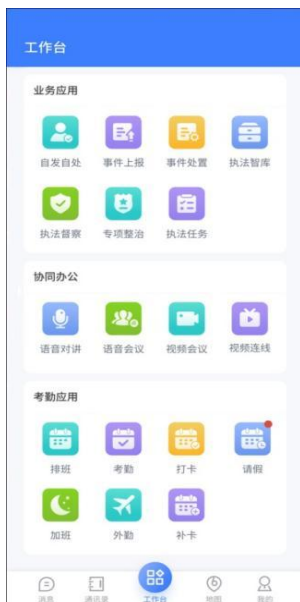 工作台
业务应用
自发自处 事件上报 事件处置 执法智库
执法督察 专项整治 执法任务
协同办公
语音对讲 语音会议 视频会议 视频连线
考勤应用
排班 考勤 打卡 请假
加班 外勤 补卡
消息 通讯录 工作台 地图 我的